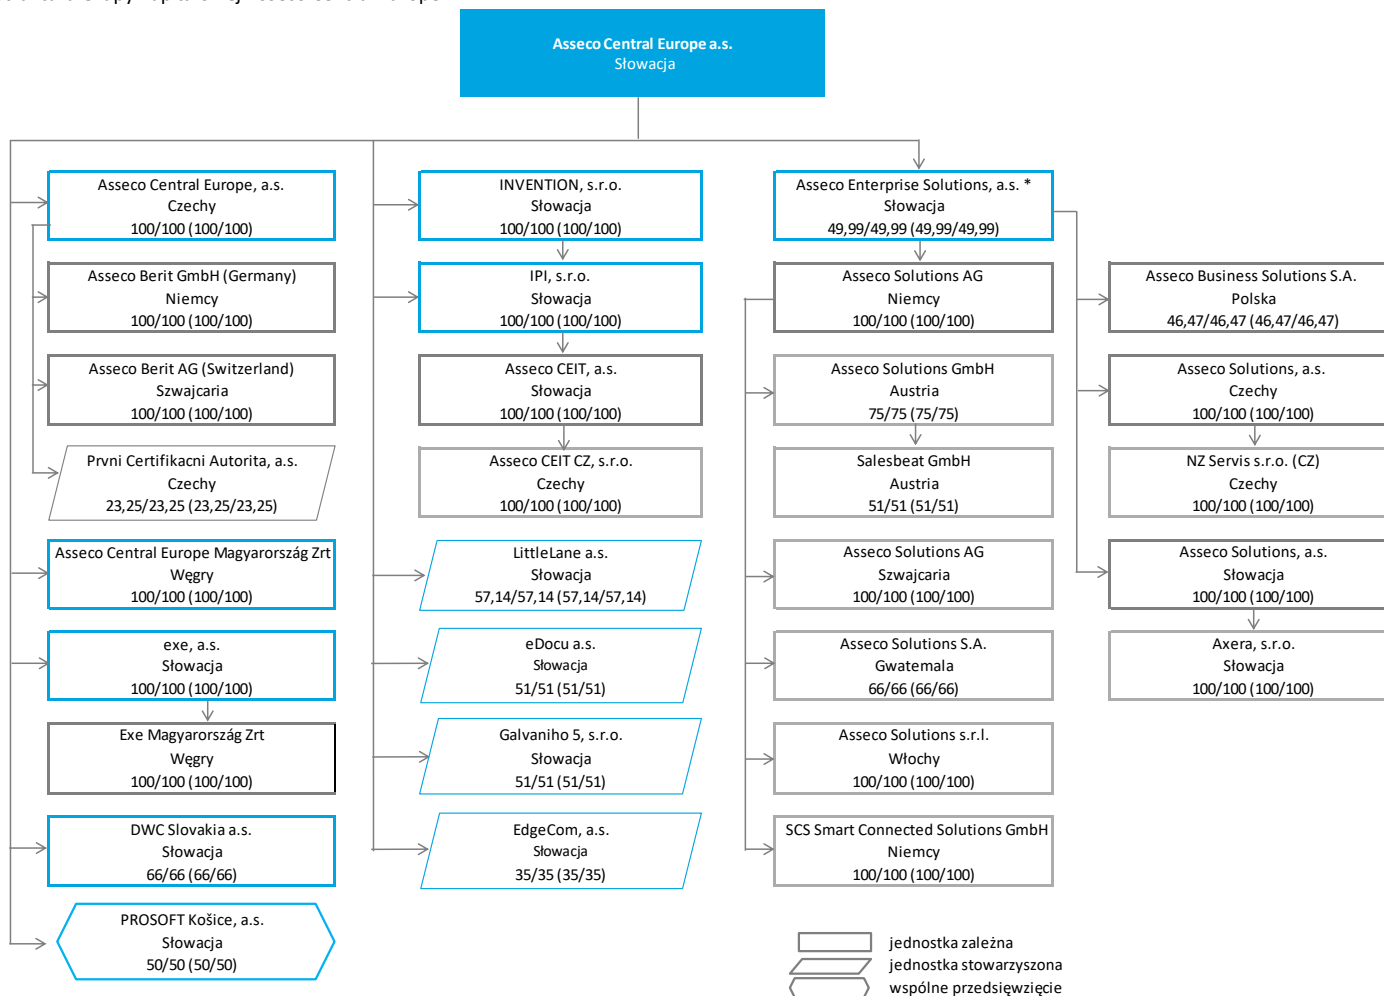 Asseco Central Europe a.s.
Słowacja
Asseco Central Europe, a.s.
Czechy
100/100 (100/100)
Asseco Berit GmbH (Germany)
Niemcy
100/100 (100/100)
Asseco Berit AG (Switzerland)
Szwajcaria
100/100 (100/100)
Prvni Certifikacni Autorita, a.s.
Czechy
23,25/23,25 (23,25/23,25)
Asseco Central Europe Magyarország Zrt
Węgry
100/100 (100/100)
exe, a.s.
Słowacja
100/100 (100/100)
Exe Magyarország Zrt
Węgry
100/100 (100/100)
DWC Slovakia a.s.
Słowacja
66/66 (66/66)
PROSOFT Košice, a.s.
Słowacja
50/50 (50/50)
INVENTION, s.r.o.
Słowacja
100/100 (100/100)
IPI, s.r.o.
Słowacja
100/100 (100/100)
Asseco CEIT, a.s.
Słowacja
100/100 (100/100)
Asseco CEIT CZ, s.r.o.
Czechy
100/100 (100/100)
LittleLane a.s.
Słowacja
57,14/57,14 (57,14/57,14)
eDocu a.s.
Słowacja
51/51 (51/51)
Galvaniho 5, s.r.o.
Słowacja
51/51 (51/51)
EdgeCom, a.s.
Słowacja
35/35 (35/35)
Asseco Enterprise Solutions, a.s. *
Słowacja
49,99/49,99 (49,99/49,99)
Asseco Solutions AG
Niemcy
100/100 (100/100)
Asseco Solutions GmbH
Austria
75/75 (75/75)
Salesbeat GmbH
Austria
51/51 (51/51)
Asseco Solutions AG
Szwajcaria
100/100 (100/100)
Asseco Solutions S.A.
Gwatemala
66/66 (66/66)
Asseco Solutions s.r.l.
Włochy
100/100 (100/100)
SCS Smart Connected Solutions GmbH
Niemcy
100/100 (100/100)
Asseco Business Solutions S.A.
Polska
46,47/46,47 (46,47/46,47)
Asseco Solutions, a.s.
Czechy
100/100 (100/100)
NZ Servis s.r.o. (CZ)
Czechy
100/100 (100/100)
Asseco Solutions, a.s.
Słowacja
100/100 (100/100)
Axera, s.r.o.
Słowacja
100/100 (100/100)
jednostka zależna
jednostka stowarzyszona
wspólne przedsięwzięcie